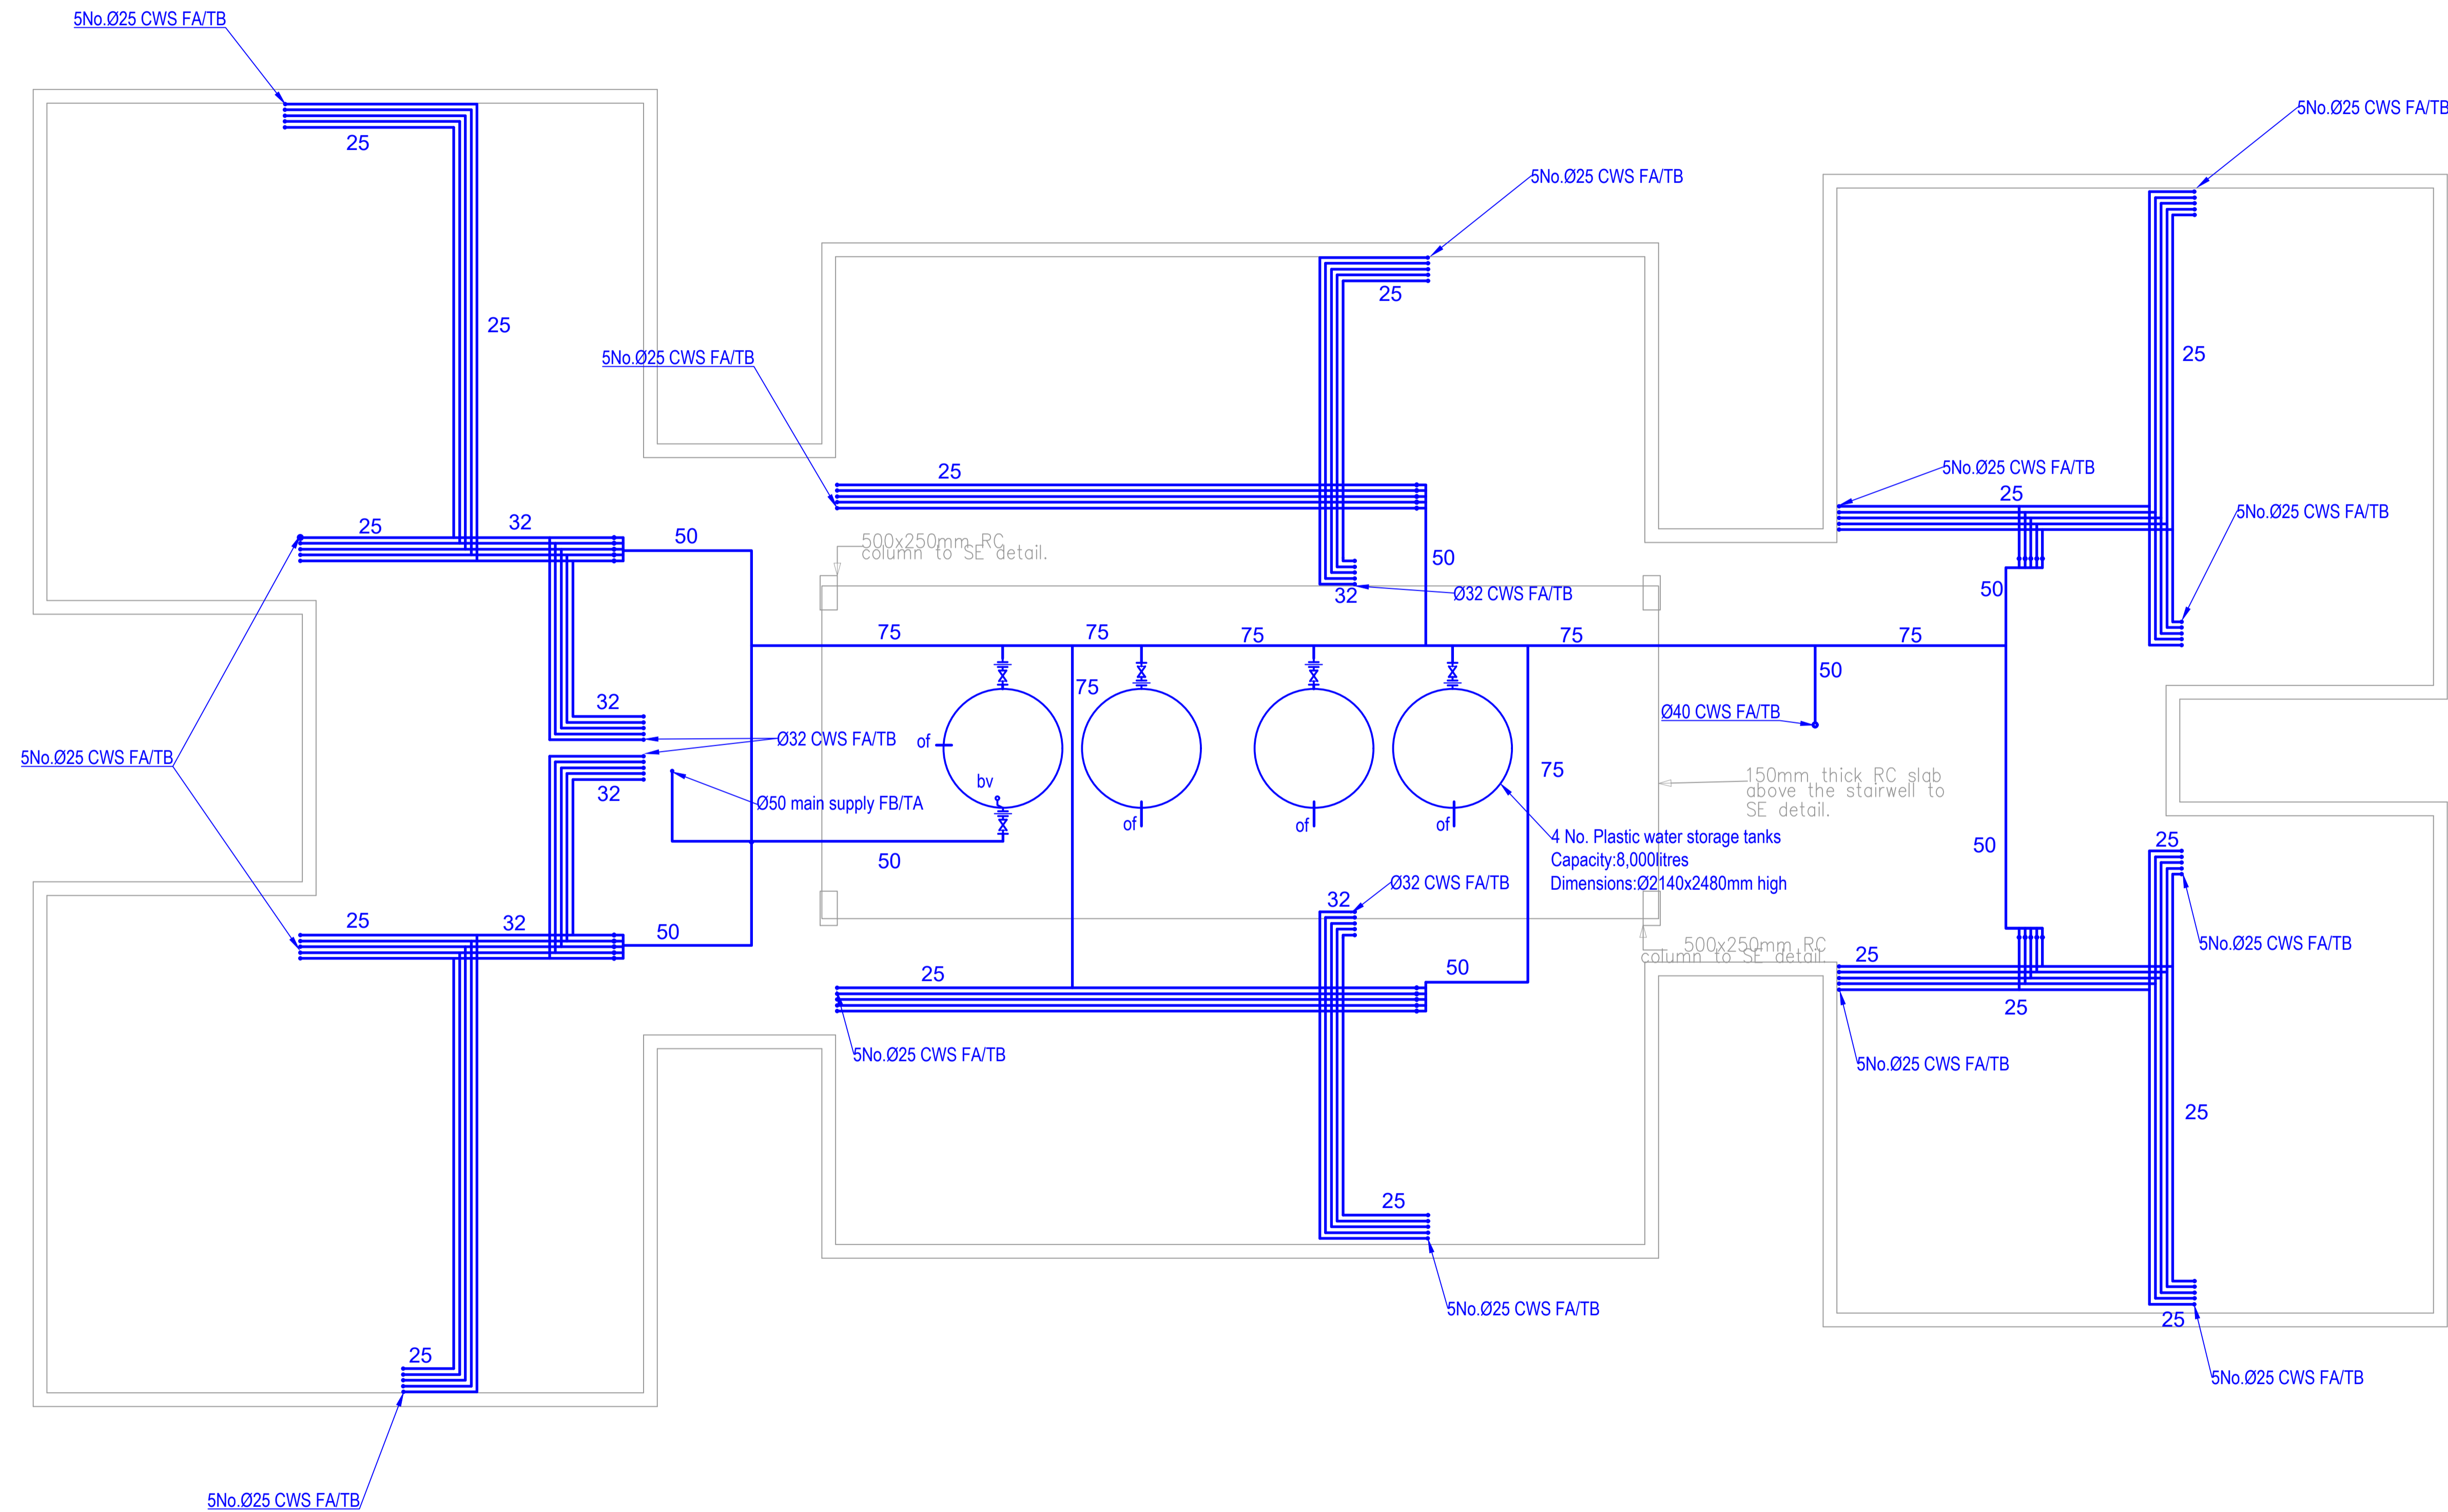 5No.Ø25 CWS FA/TB
5No.Ø25 CWS FA/TB
25
5No.Ø25 CWS FA/TB
25
25
25
5No.Ø25 CWS FA/TB
25
5No.Ø25 CWS FA/TB
25
25
5No.Ø25 CWS FA/TB
25
32
50
500x250mm RC
column to SE detail.
50
50
32
Ø32 CWS FA/TB
75
75
75
75
75
50
75
32
Ø40 CWS FA/TB
Ø32 CWS FA/TB
of
5No.Ø25 CWS FA/TB
75
bv
150mm thick RC slab
above the stairwell to
SE detail.
32
Ø50 main supply FB/TA
of
of
of
4 No. Plastic water storage tanks
Capacity:8,000litres
Dimensions:Ø2140x2480mm high
50
50
25
32
Ø32 CWS FA/TB
25
32
50
500x250mm RC
column to SE detail.
25
5No.Ø25 CWS FA/TB
25
50
25
5No.Ø25 CWS FA/TB
5No.Ø25 CWS FA/TB
25
25
5No.Ø25 CWS FA/TB
25
25
5No.Ø25 CWS FA/TB
5No.Ø25 CWS FA/TB